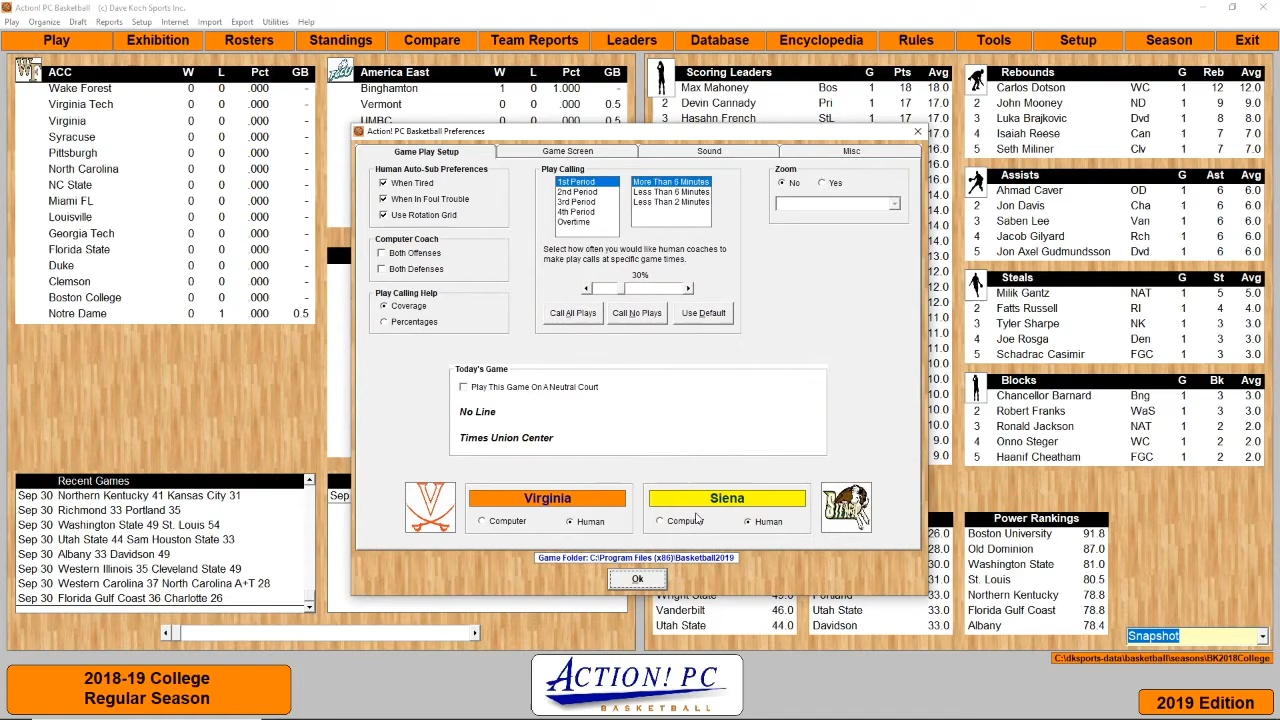 Action! PC Basketball (c) Dave Koch Sports Inc.
Play Organize Draft Reports Setup Internet Import Export Utilities Help
Play Exhibition Rosters Standings Compare Team Reports Leaders Database Encyclopedia Rules Tools Setup Season Exit
ACC W L Pct GB
Wake Forest 0 0 .000 -
Virginia Tech 0 0 .000 -
Virginia 0 0 .000 -
Syracuse 0 0 .000 -
Pittsburgh 0 0 .000 -
North Carolina 0 0 .000 -
NC State 0 0 .000 -
Miami FL 0 0 .000 -
Louisville 0 0 .000 -
Georgia Tech 0 0 .000 -
Florida State 0 0 .000 -
Duke 0 0 .000 -
Clemson 0 0 .000 -
Boston College 0 0 .000 -
Notre Dame 0 1 .000 0.5
America East W L Pct GB
Binghamton 1 0 1.000 -
Vermont 0 0 .000 0.5
UMBC 0 0 .000 0.5
Scoring Leaders G Pts Avg
Max Mahoney Bos 1 18 18.0
2 Devin Cannady Pri 1 17 17.0
3 Hasahn French StL 1 17 17.0
Rebounds G Reb Avg
Carlos Dotson WC 1 12 12.0
2 John Mooney ND 1 9 9.0
3 Luka Brajkovic Dvd 1 8 8.0
4 Isaiah Reese Can 1 7 7.0
5 Seth Miliner Clv 1 7 7.0
Assists G Ast Avg
Ahmad Caver OD 1 6 6.0
2 Jon Davis Cha 1 6 6.0
3 Saben Lee Van 1 6 6.0
4 Jacob Gilyard Rch 1 6 6.0
5 Jon Axel Gudmundsson Dvd 1 6 6.0
Steals G St Avg
Milik Gantz NAT 1 5 5.0
2 Fatts Russell RI 1 4 4.0
3 Tyler Sharpe NK 1 3 3.0
4 Joe Rosga Den 1 3 3.0
5 Schadrac Casimir FGC 1 3 3.0
Blocks G Bk Avg
Chancellor Barnard Bng 1 3 3.0
2 Robert Franks WaS 1 3 3.0
3 Ronald Jackson NAT 1 2 2.0
4 Onno Steger WC 1 2 2.0
5 Haanif Cheatham FGC 1 2 2.0
Action! PC Basketball Preferences
Game Play Setup Game Screen Sound Misc
Human Auto-Sub Preferences
When Tired
When In Foul Trouble
Use Rotation Grid
Computer Coach
Both Offenses
Both Defenses
Play Calling Help
Coverage
Percentages
Play Calling
1st Period
2nd Period
3rd Period
4th Period
Overtime
More Than 6 Minutes
Less Than 6 Minutes
Less Than 2 Minutes
Select how often you would like human coaches to
make play calls at specific game times.
30%
Call All Plays Call No Plays Use Default
Zoom
No Yes
Today's Game
Play This Game On A Neutral Court
No Line
Times Union Center
Virginia
Computer Human
Siena
Computer Human
Game Folder: C:\Program Files (x86)\Basketball2019
Ok
Recent Games
Sep 30 Northern Kentucky 41 Kansas City 31
Sep 30 Richmond 33 Portland 35
Sep 30 Washington State 49 St. Louis 54
Sep 30 Utah State 44 Sam Houston State 33
Sep 30 Albany 33 Davidson 49
Sep 30 Western Illinois 35 Cleveland State 49
Sep 30 Western Carolina 37 North Carolina A+T 28
Sep 30 Florida Gulf Coast 36 Charlotte 26
Sep
Vanderbilt 46.0
Utah State 44.0
26.0
28.0
30.0
31.0
33.0
Utah State 33.0
Davidson 33.0
Power Rankings
Boston University 91.8
Old Dominion 87.0
Washington State 81.0
St. Louis 80.5
Northern Kentucky 78.8
Florida Gulf Coast 78.8
Albany 78.4
Snapshot
C:\dksports-data\basketball\seasons\BK2018College
2018-19 College
Regular Season
ACTION! PC
BASKETBALL
2019 Edition